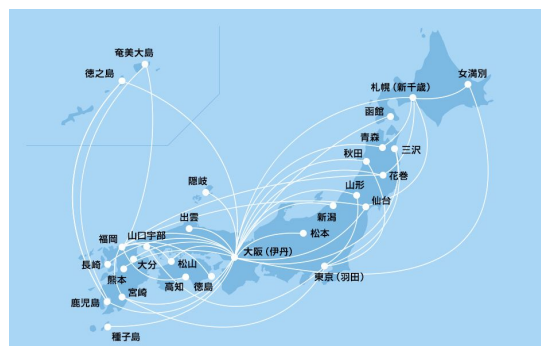 奄美大島
徳之島
札幌（新千歳）
女満別
函館
青森
三沢
秋田
花巻
隠岐
山形
仙台
出雲
新潟
福岡
山口宇部
松本
大阪（伊丹）
長崎
大分
松山
熊本
高知
徳島
東京（羽田）
宮崎
鹿児島
種子島